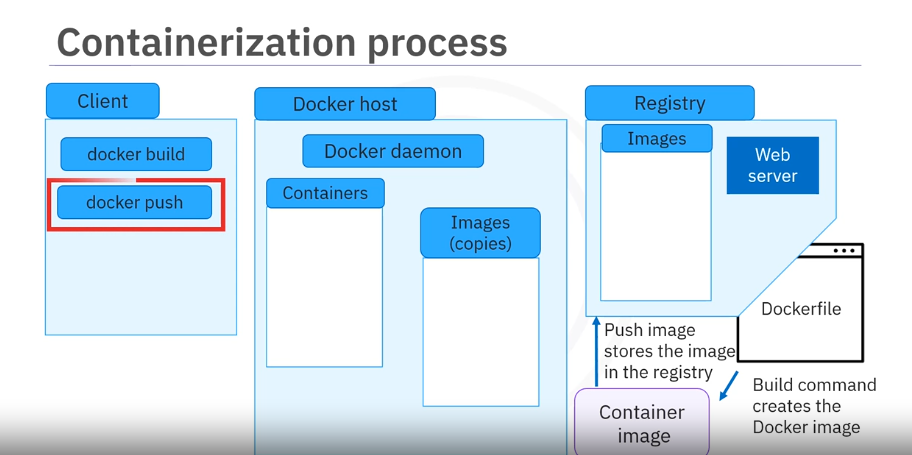 Containerization process
Client
docker build
docker push
Docker host
Docker daemon
Containers
Images
(copies)
Registry
Images
Web
server
Dockerfile
Push image
stores the image
in the registry
Build command
creates the
Docker image
Container
image